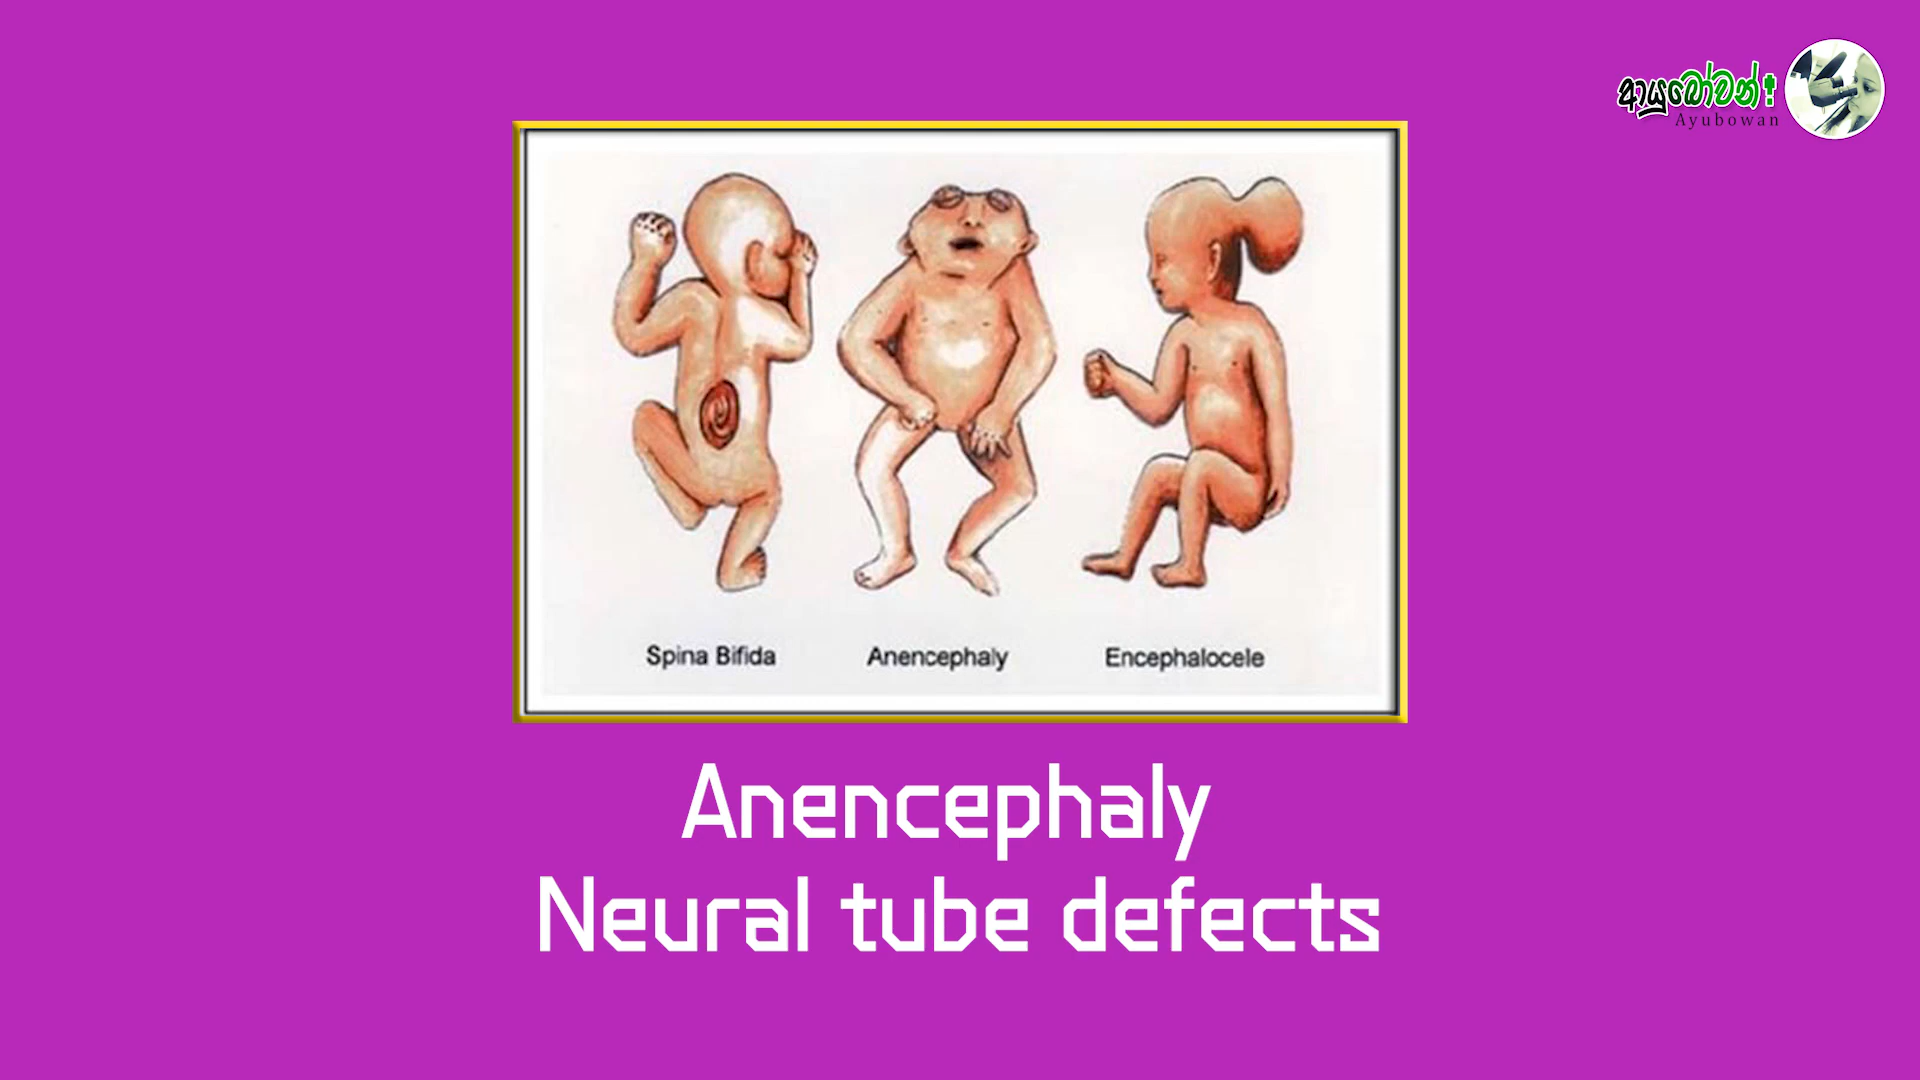 ආයුබෝවන්!
Ayubowan
Spina Bifida
Anencephaly
Encephalocele
Anencephaly
Neural tube defects